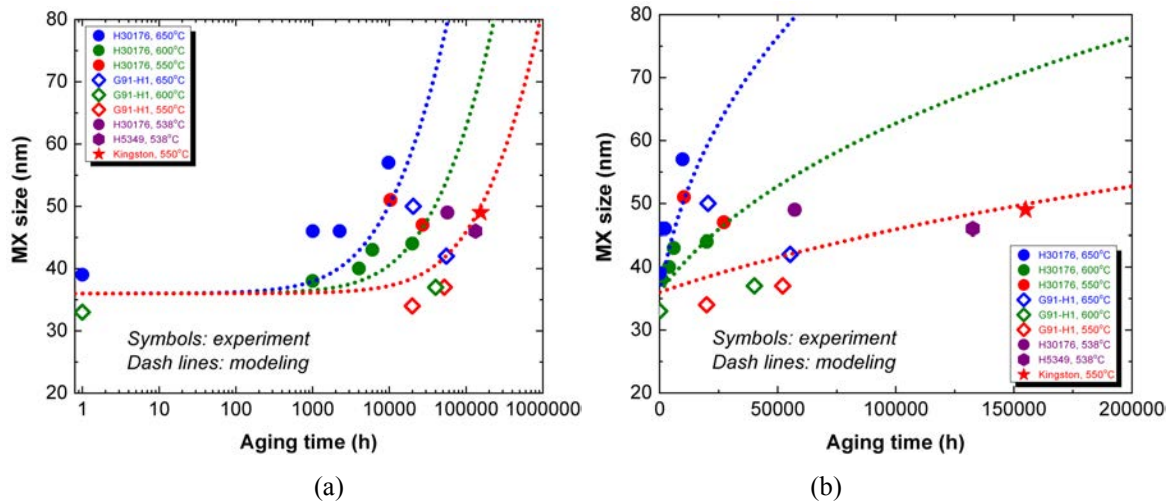 80
70
60
50
40
30
20
MX size (nm)
H30176, 650°C
H30176, 600°C
H30176, 550°C
G91-H1, 650°C
G91-H1, 600°C
G91-H1, 550°C
H30176, 538°C
H5349, 538°C
Kingston, 550°C
Symbols: experiment
Dash lines: modeling
1 10 100 1000 10000 100000 1000000
Aging time (h)
(a)
80
70
60
50
40
30
20
MX size (nm)
H30176, 650°C
H30176, 600°C
H30176, 550°C
G91-H1, 650°C
G91-H1, 600°C
G91-H1, 550°C
H30176, 538°C
H5349, 538°C
Kingston, 550°C
Symbols: experiment
Dash lines: modeling
0 50000 100000 150000 200000
Aging time (h)
(b)